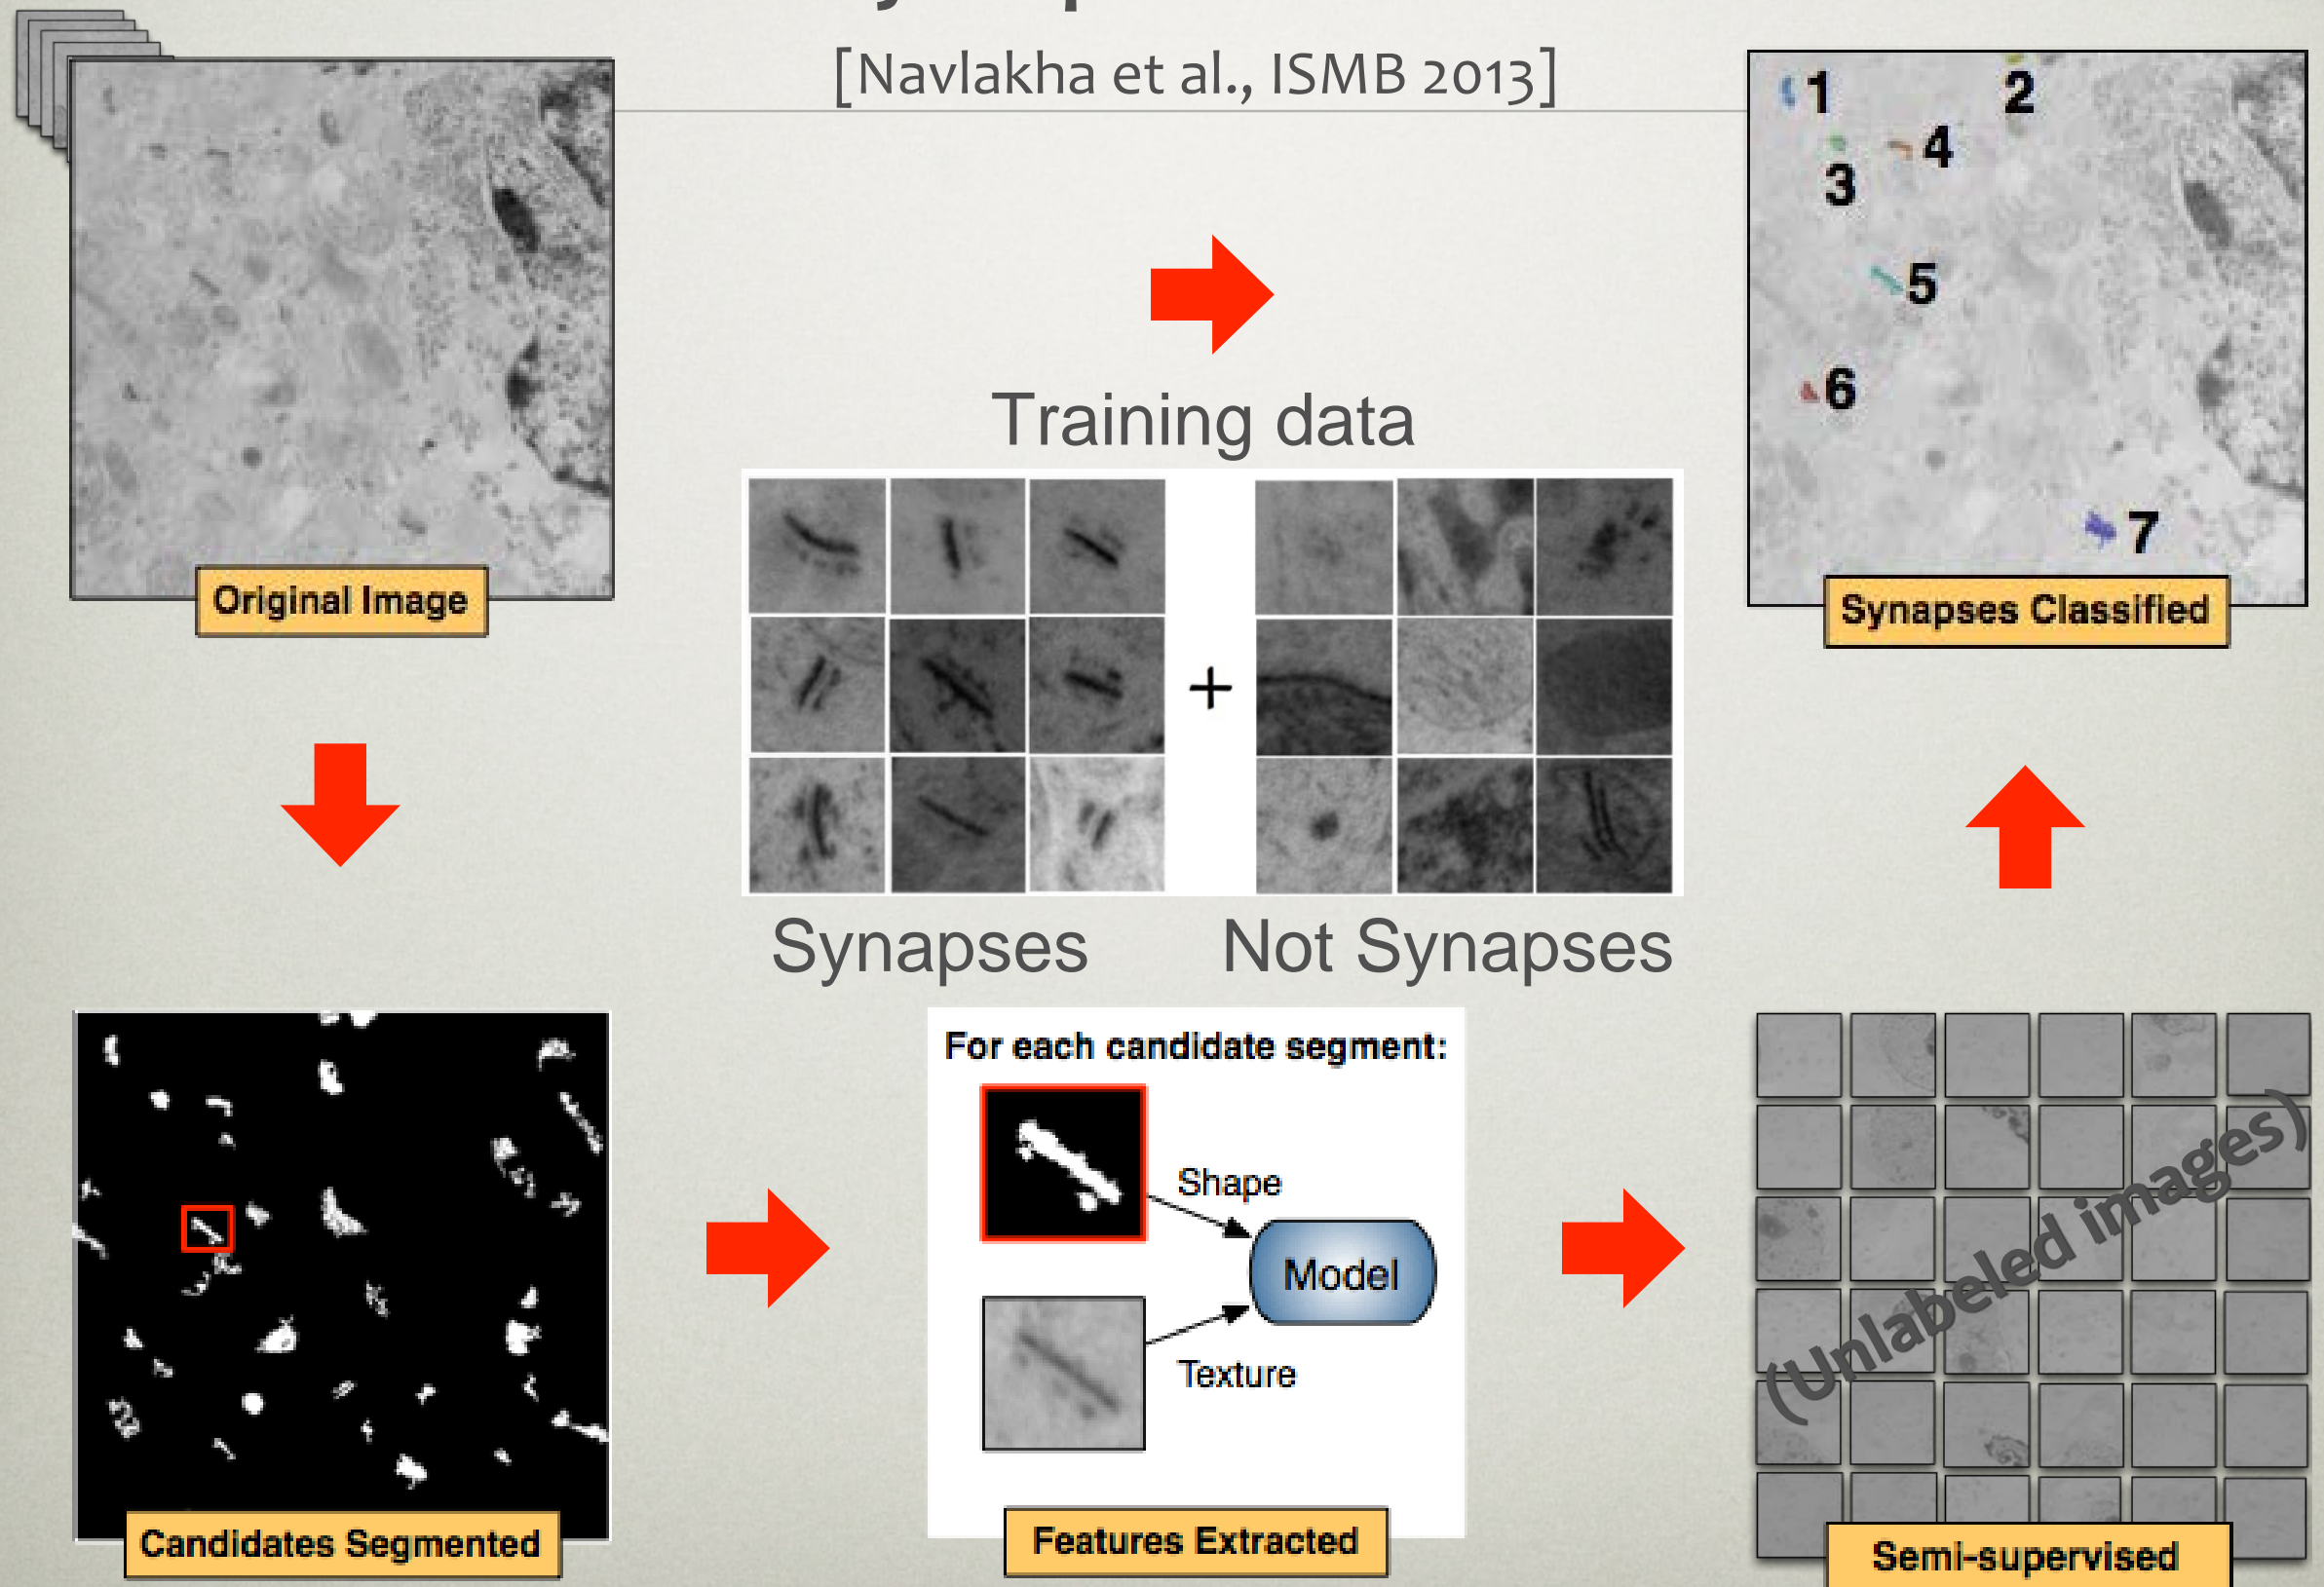 [Navlakha et al., ISMB 2013]
1
2
3
4
5
6
7
Original Image
Synapses Classified
Training data
+
Synapses Not Synapses
For each candidate segment:
Shape
Model
Texture
(Unlabeled images)
Candidates Segmented
Features Extracted
Semi-supervised